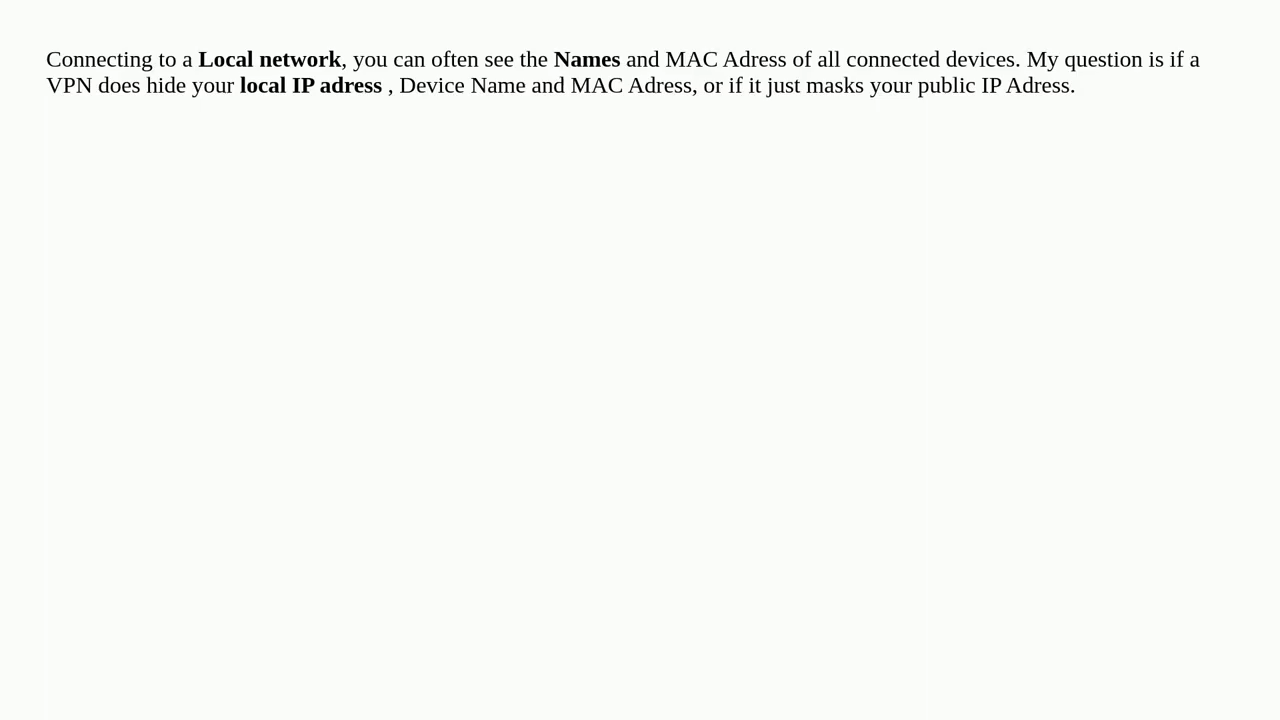 Connecting to a Local network, you can often see the Names and MAC Adress of all connected devices. My question is if a
VPN does hide your local IP adress , Device Name and MAC Adress, or if it just masks your public IP Adress.